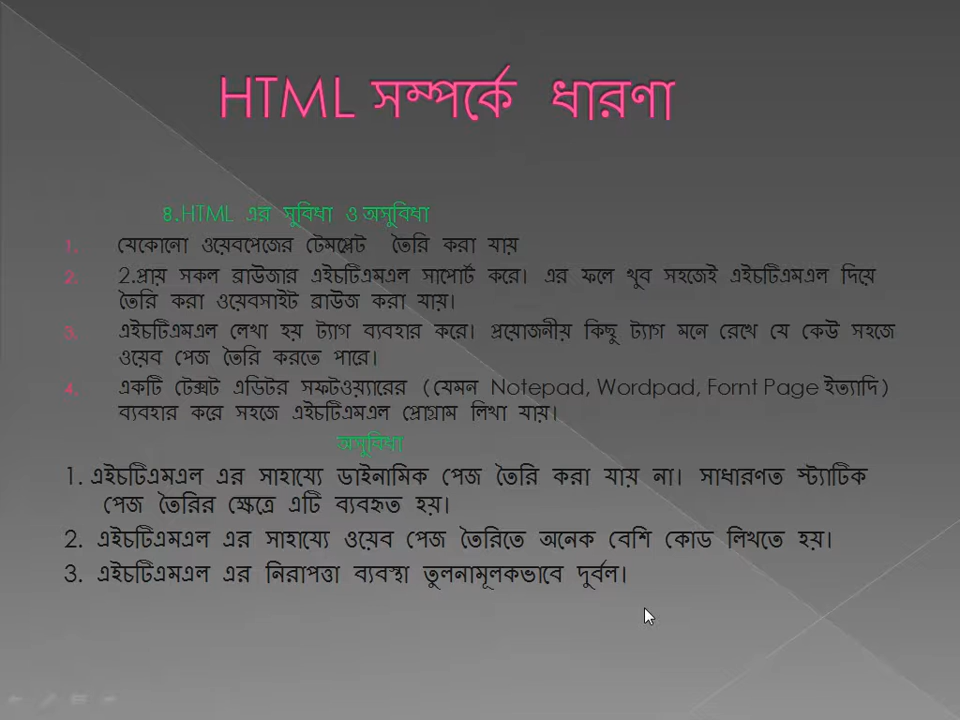 HTML সম্পর্কে ধারণা
৪.HTML এর সুবিধা ও অসুবিধা
1. যেকোনো ওয়েবপেজের টেমপ্লেট তৈরি করা যায়
2. 2.প্রায় সকল ব্রাউজার এইচটিএমএল সাপোর্ট করে। এর ফলে খুব সহজেই এইচটিএমএল দিয়ে
তৈরি করা ওয়েবসাইট ব্রাউজ করা যায়।
3. এইচটিএমএল লেখা হয় ট্যাগ ব্যবহার করে। প্রয়োজনীয় কিছু ট্যাগ মনে রেখে যে কেউ সহজে
ওয়েব পেজ তৈরি করতে পারে।
4. একটি টেক্সট এডিটর সফটওয়্যারের (যেমন Notepad, Wordpad, Fornt Page ইত্যাদি)
ব্যবহার করে সহজে এইচটিএমএল প্রোগ্রাম লিখা যায়।
অসুবিধা
1. এইচটিএমএল এর সাহায্যে ডাইনামিক পেজ তৈরি করা যায় না। সাধারণত স্ট্যাটিক
পেজ তৈরির ক্ষেত্রে এটি ব্যবহৃত হয়।
2. এইচটিএমএল এর সাহায্যে ওয়েব পেজ তৈরিতে অনেক বেশি কোড লিখতে হয়।
3. এইচটিএমএল এর নিরাপত্তা ব্যবস্থা তুলনামূলকভাবে দুর্বল।